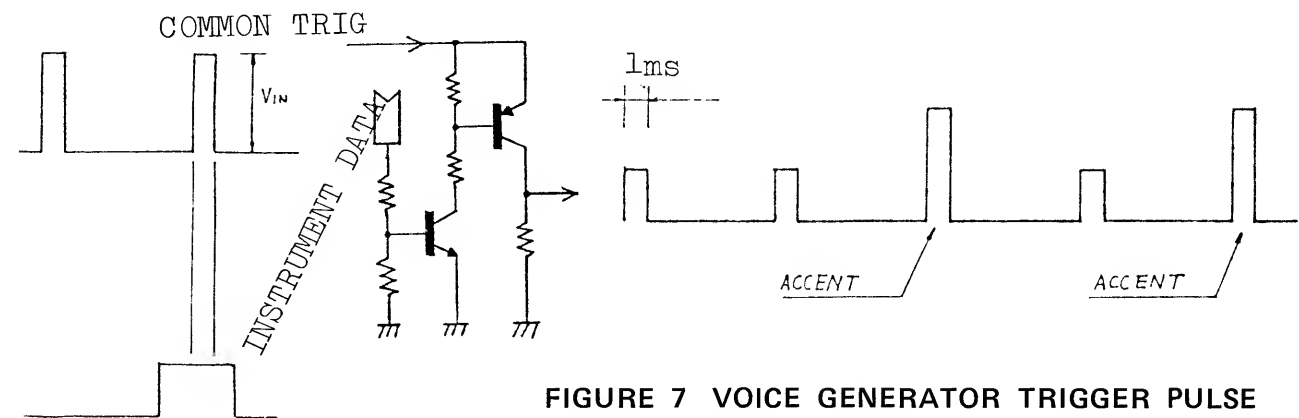 COMMON TRIG
VIN
INSTRUMENT DATA
1ms
ACCENT
ACCENT
FIGURE 7 VOICE GENERATOR TRIGGER PULSE